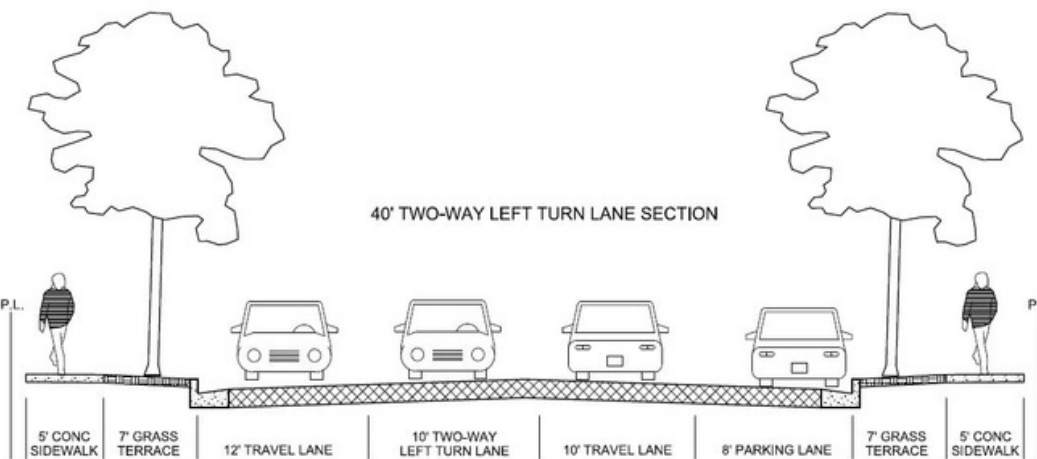 40' TWO-WAY LEFT TURN LANE SECTION
P.L.
P
5' CONC
SIDEWALK
7' GRASS
TERRACE
12' TRAVEL LANE
10' TWO-WAY
LEFT TURN LANE
10' TRAVEL LANE
8' PARKING LANE
7' GRASS
TERRACE
5' CONC
SIDEWALK